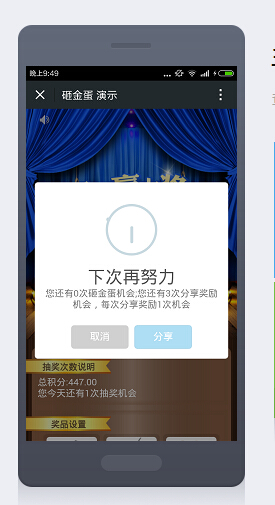 晚上9:49
砸金蛋 演示
下次再努力
您还有0次砸金蛋机会;您还有3次分享奖励
机会，每次分享奖励1次机会
取消
分享
抽奖次数说明
总积分:447.00
您今天还有1次抽奖机会
奖品设置